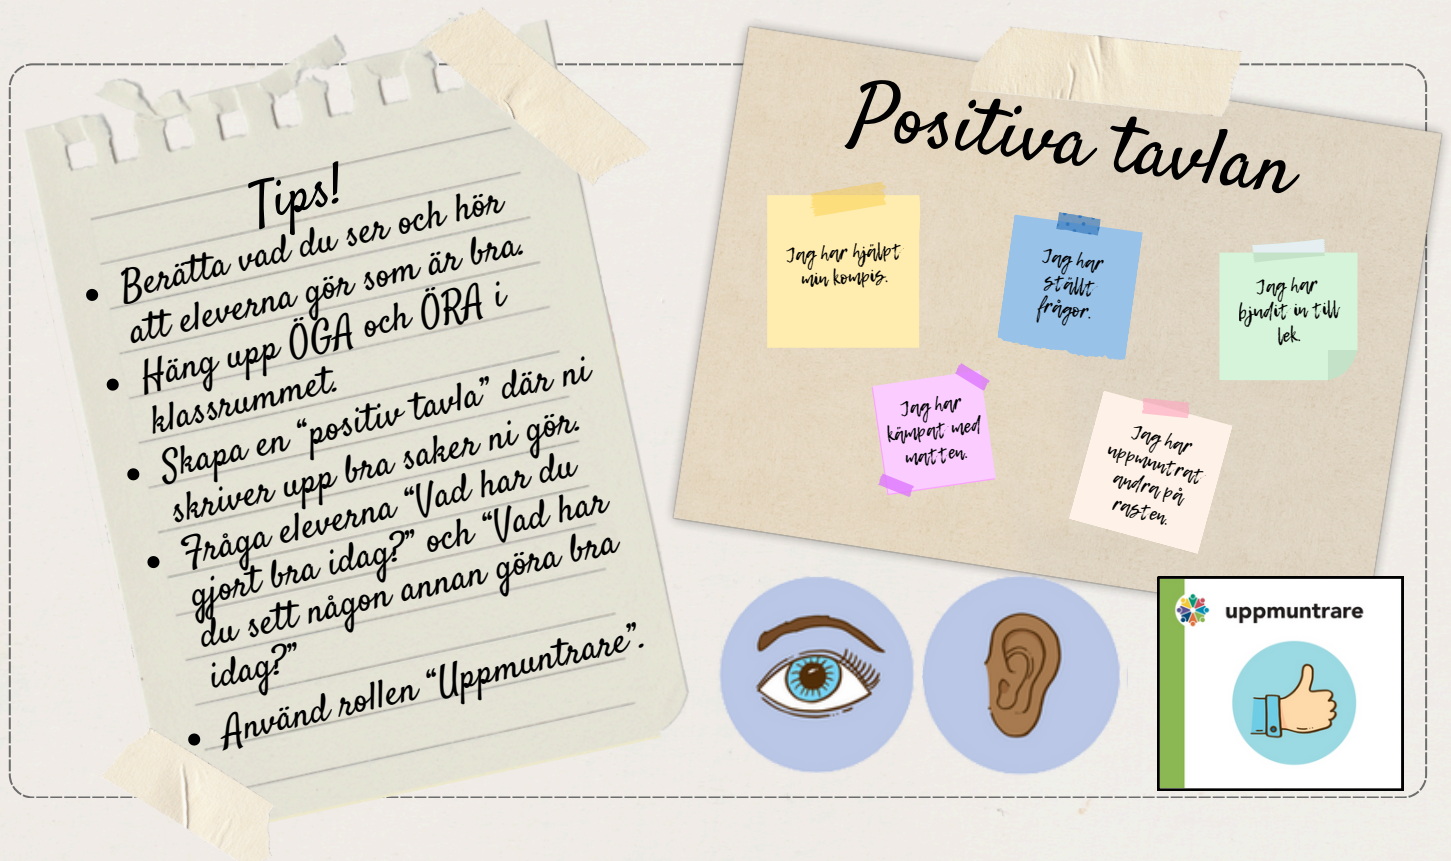 Tips!
• Berätta vad du ser och hör
att eleverna gör som är bra.
• Häng upp ÖGA och ÖRA i
klassrummet.
• Skapa en “positiv tavla” där ni
skriver upp bra saker ni gör.
• Fråga eleverna “Vad har du
gjort bra idag?” och “Vad har
du sett någon annan göra bra
idag?”
• Använd rollen “Uppmuntrare”.
Positiva tavlan
Jag har hjälpt
min kompis.
Jag har
ställt
frågor.
Jag har
bjudit in till
lek.
Jag har
kämpat med
matten.
Jag har
uppmuntrat
andra på
rasten.
uppmuntrare